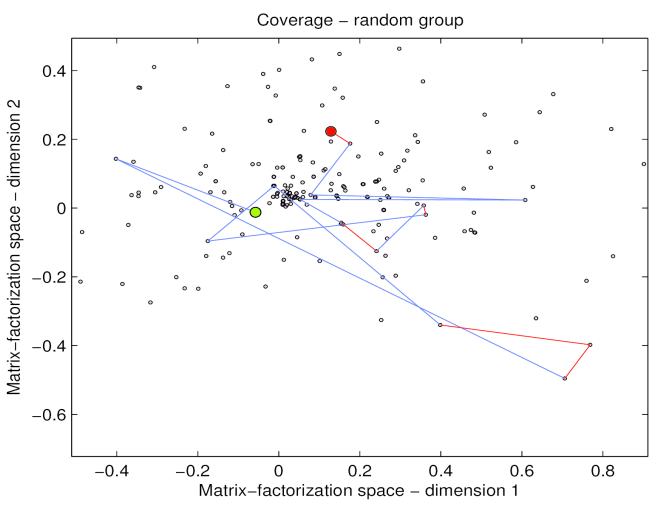 Coverage − random group
Matrix−factorization space − dimension 2
0.4
0.2
0
−0.2
−0.4
−0.6
−0.4 −0.2 0 0.2 0.4 0.6 0.8
Matrix−factorization space − dimension 1